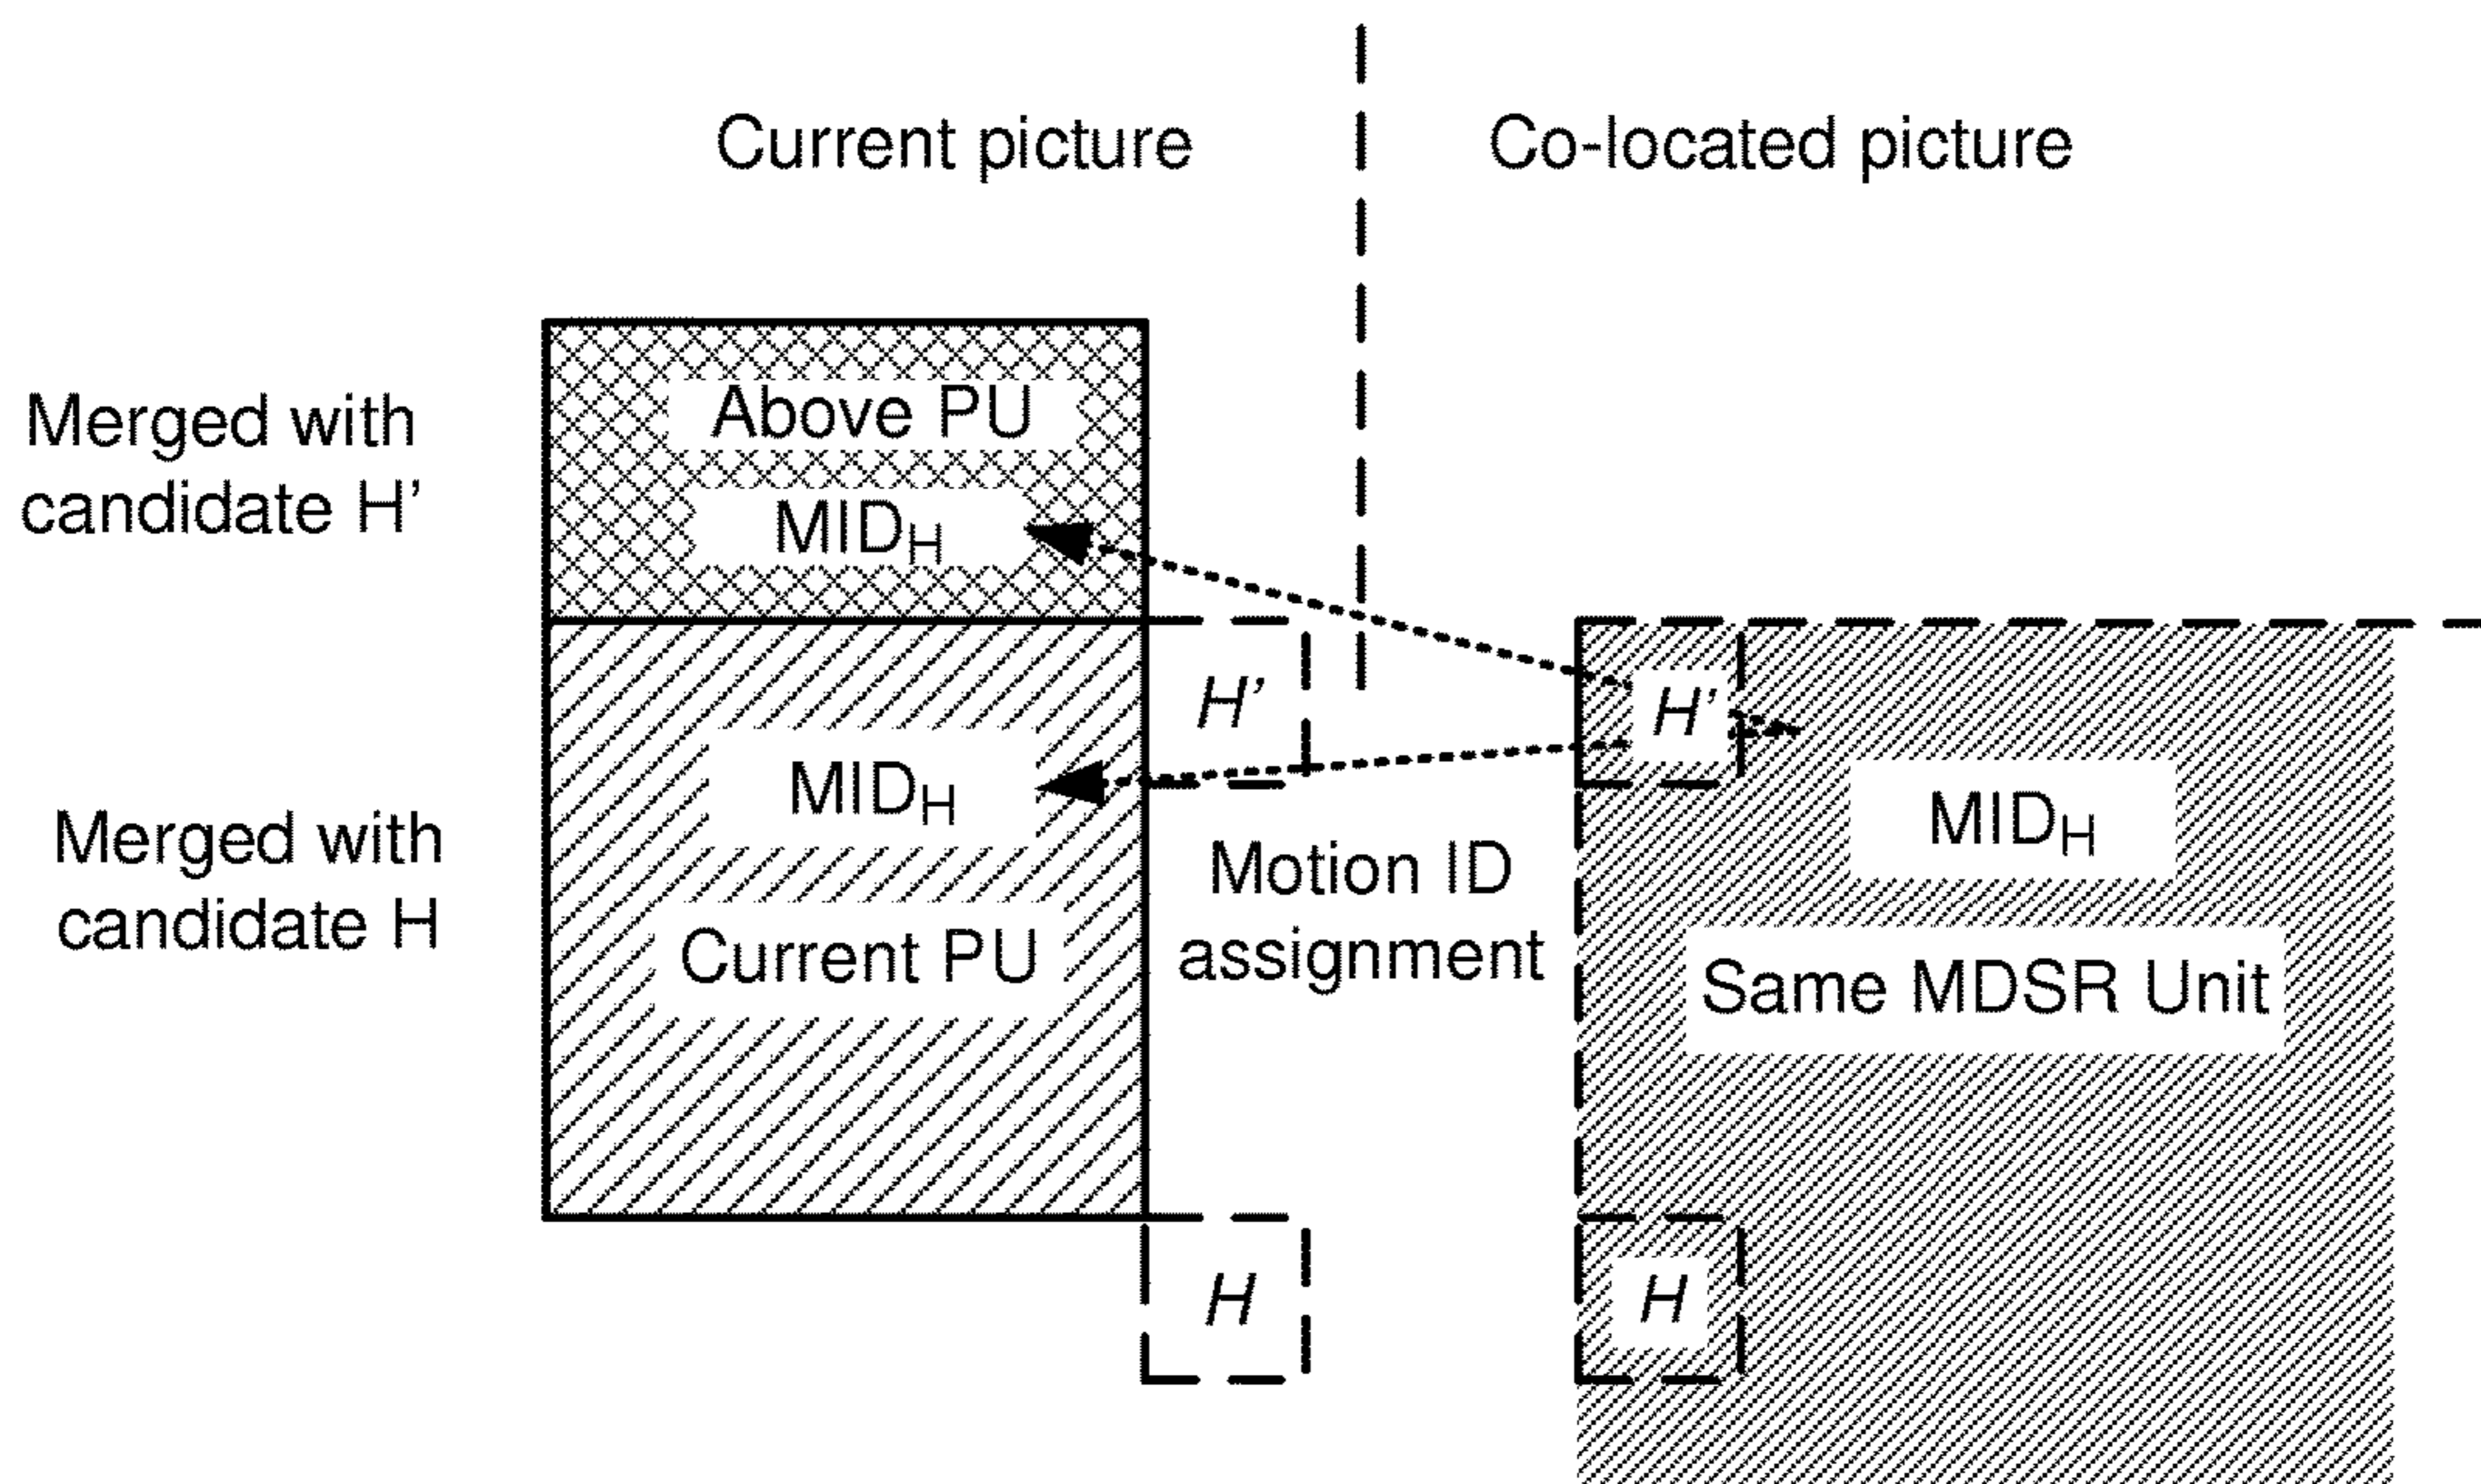 Current picture
Co-located picture
Merged with
candidate H’
Above PU
MIDH
H’
H’
Merged with
candidate H
MIDH
Current PU
Motion ID
assignment
MIDH
Same MDSR Unit
H
H